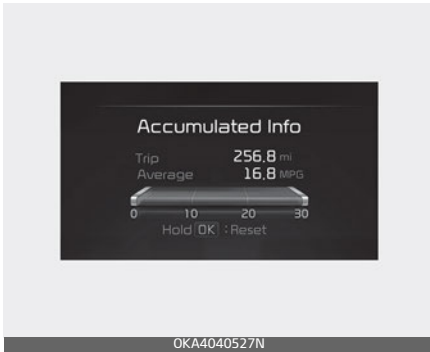 Accumulated Info
Trip 256.8 mi
Average 16.8 MPG
0 10 20 30
Hold OK : Reset
OKA4040527N